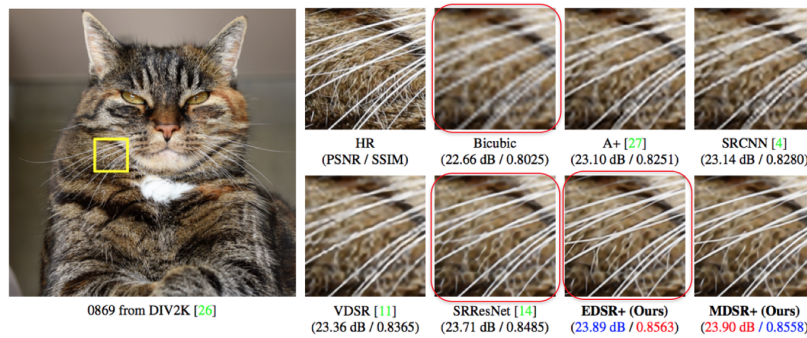 HR
(PSNR / SSIM)
Bicubic
(22.66 dB / 0.8025)
A+ [27]
(23.10 dB / 0.8251)
SRCNN [4]
(23.14 dB / 0.8280)
0869 from DIV2K [26]
VDSR [11]
(23.36 dB / 0.8365)
SRResNet [14]
(23.71 dB / 0.8485)
EDSR+ (Ours)
(23.89 dB / 0.8563)
MDSR+ (Ours)
(23.90 dB / 0.8558)